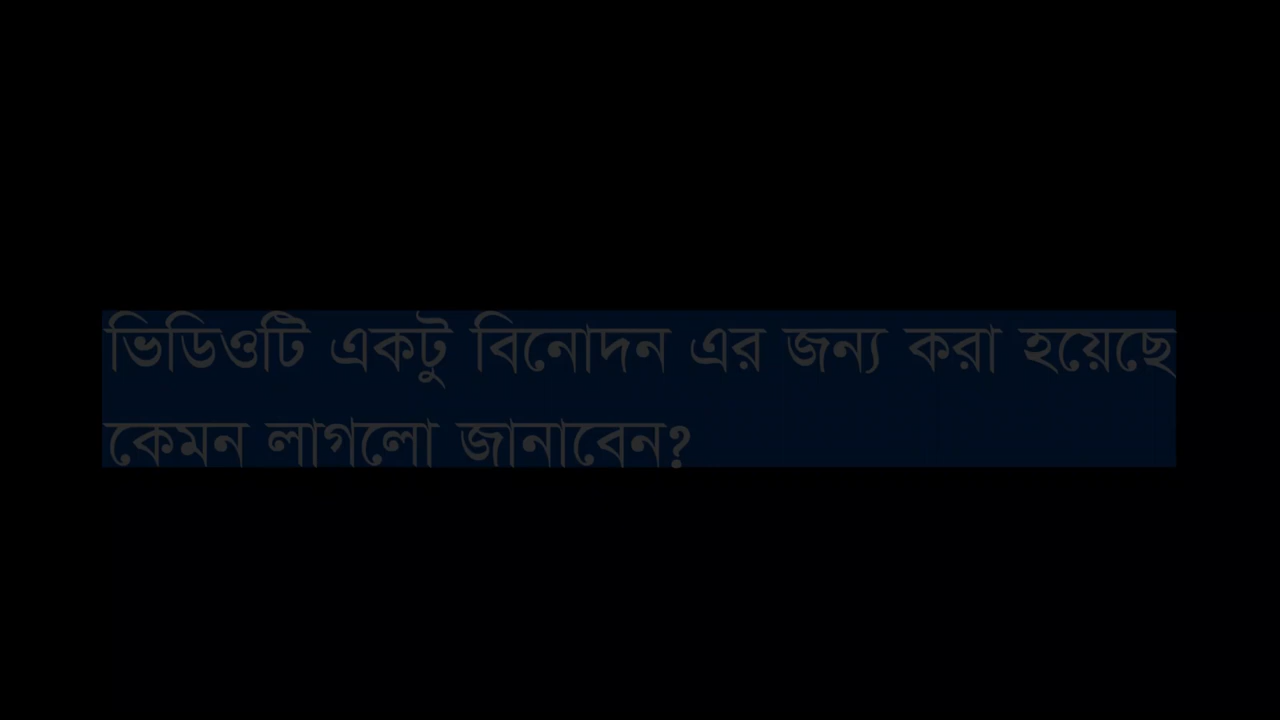 ভিডিওটি একটু বিনোদন এর জন্য করা হয়েছে
কেমন লাগলো জানাবেন?